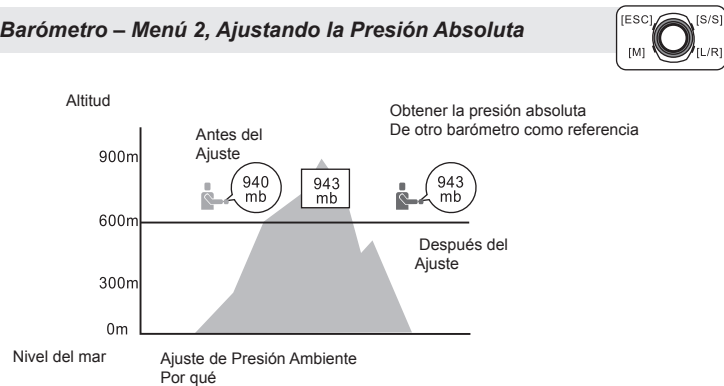 Barómetro – Menú 2, Ajustando la Presión Absoluta
[ESC]
[S/S]
[M]
[L/R]
Altitud
Obtener la presión absoluta
De otro barómetro como referencia
Antes del
Ajuste
900m
940
mb
943
mb
943
mb
600m
Después del
Ajuste
300m
0m
Nivel del mar
Ajuste de Presión Ambiente
Por qué